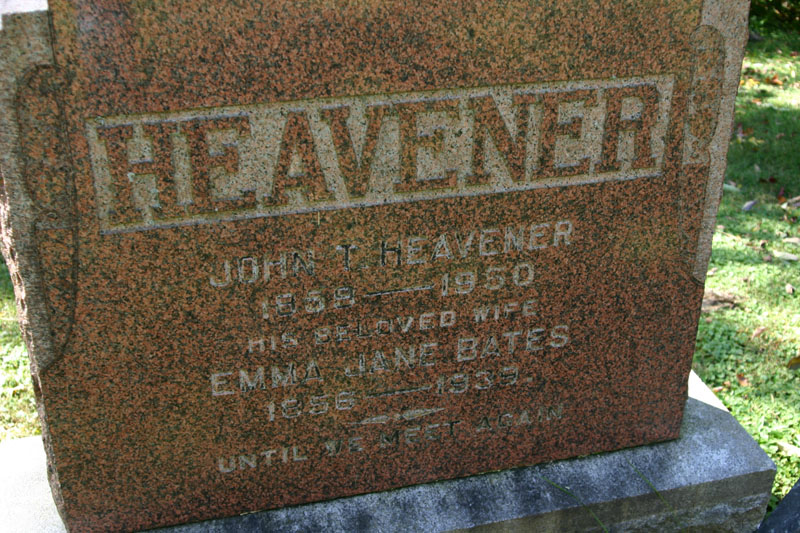 HEAVENER
JOHN T. HEAVENER
1858 — 1950
HIS BELOVED WIFE
EMMA JANE BATES
1856 — 1939.
UNTIL WE MEET AGAIN